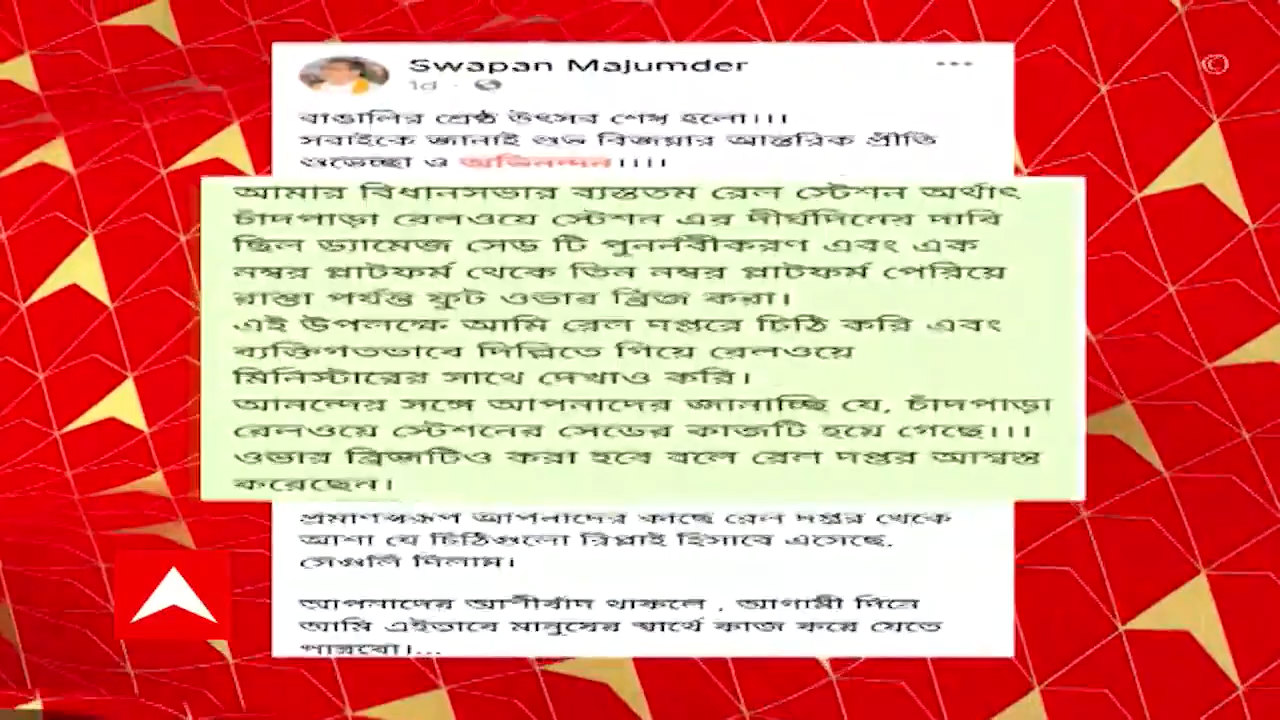 Swapan Majumder
1d
©
বাঙালির শ্রেষ্ঠ উৎসব শেষ হলো।।।
সবাইকে জানাই শুভ বিজয়ার আন্তরিক প্রীতি
শুভেচ্ছা ও অভিনন্দন।।।।
আমার বিধানসভার ব্যস্ততম রেল স্টেশন অর্থাৎ
চাঁদপাড়া রেলওয়ে স্টেশন এর দীর্ঘদিনের দাবি
ছিল ড্যামেজ সেড টি পুনর্নবীকরণ এবং এক
নম্বর প্লাটফর্ম থেকে তিন নম্বর প্লাটফর্ম পেরিয়ে
রাস্তা পর্যন্ত ফুট ওভার ব্রিজ করা।
এই উপলক্ষে আমি রেল দপ্তরে চিঠি করি এবং
ব্যক্তিগতভাবে দিল্লিতে গিয়ে রেলওয়ে
মিনিস্টারের সাথে দেখাও করি।
আনন্দের সঙ্গে আপনাদের জানাচ্ছি যে, চাঁদপাড়া
রেলওয়ে স্টেশনের সেডের কাজটি হয়ে গেছে।।।
ওভার ব্রিজটিও করা হবে বলে রেল দপ্তর আশ্বস্ত
করেছেন।
প্রমাণস্বরূপ আপনাদের কাছে রেল দপ্তর থেকে
আশা যে চিঠিগুলো রিপ্লাই হিসাবে এসেছে,
সেগুলি দিলাম।
আপনাদের আশীর্বাদ থাকলে , আগামী দিনে
আমি এইভাবে মানুষের স্বার্থে কাজ করে যেতে
পারবো।...